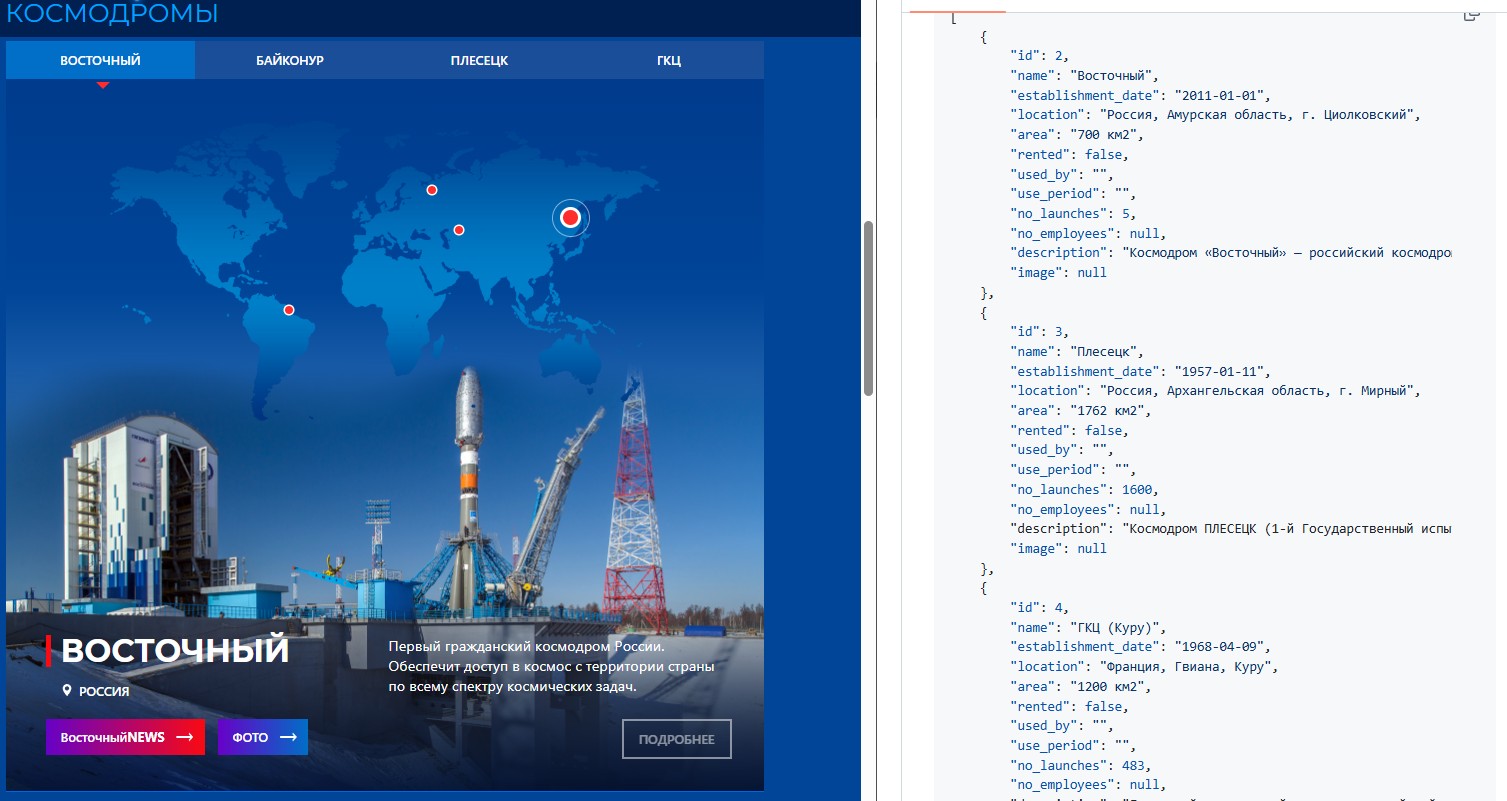 КОСМОДРОМЫ
ВОСТОЧНЫЙ БАЙКОНУР ПЛЕСЕЦК ГКЦ
ВОСТОЧНЫЙ
РОССИЯ
Первый гражданский космодром России.
Обеспечит доступ в космос с территории страны
по всему спектру космических задач.
ВосточныйNEWS → ФОТО →
ПОДРОБНЕЕ
[
{
"id": 2,
"name": "Восточный",
"establishment_date": "2011-01-01",
"location": "Россия, Амурская область, г. Циолковский",
"area": "700 км2",
"rented": false,
"used_by": "",
"use_period": "",
"no_launches": 5,
"no_employees": null,
"description": "Космодром «Восточный» — российский космодро
"image": null
},
{
"id": 3,
"name": "Плесецк",
"establishment_date": "1957-01-11",
"location": "Россия, Архангельская область, г. Мирный",
"area": "1762 км2",
"rented": false,
"used_by": "",
"use_period": "",
"no_launches": 1600,
"no_employees": null,
"description": "Космодром ПЛЕСЕЦК (1-й Государственный испы
"image": null
},
{
"id": 4,
"name": "ГКЦ (Куру)",
"establishment_date": "1968-04-09",
"location": "Франция, Гвиана, Куру",
"area": "1200 км2",
"rented": false,
"used_by": "",
"use_period": "",
"no_launches": 483,
"no_employees": null,